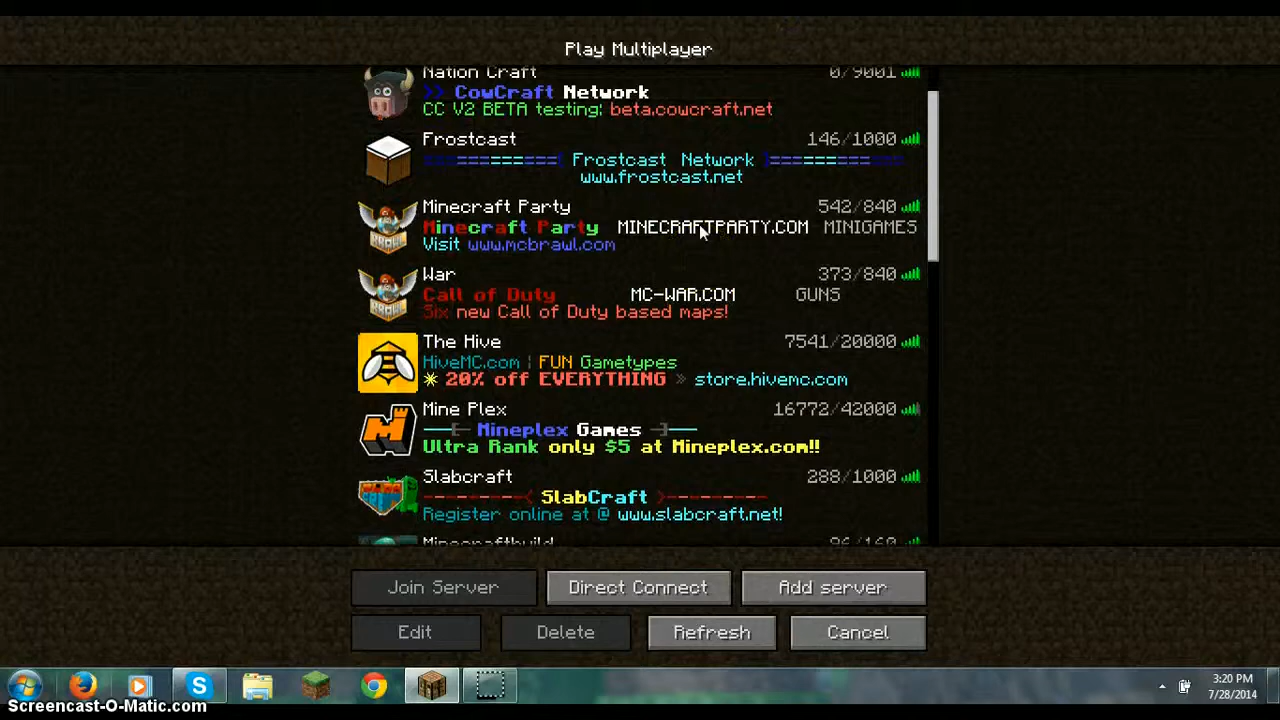 Play Multiplayer
Nation Craft 0/9001
>> CowCraft Network
CC V2 BETA testing: beta.cowcraft.net
Frostcast 146/1000
============[ Frostcast Network ]============
www.frostcast.net
Minecraft Party 542/840
Minecraft Party MINECRAFTPARTY.COM MINIGAMES
Visit www.mcbrawl.com
War 373/840
Call of Duty MC-WAR.COM GUNS
Six new Call of Duty based maps!
The Hive 7541/20000
HiveMC.com | FUN Gametypes
☀ 20% off EVERYTHING » store.hivemc.com
Mine Plex 16772/42000
Mineplex Games
Ultra Rank only $5 at Mineplex.com!!
Slabcraft 288/1000
--------< SlabCraft >--------
Register online at @ www.slabcraft.net!
Minecraftbuild 96/160
Join Server Direct Connect Add server
Edit Delete Refresh Cancel
3:20 PM
7/28/2014
Screencast-O-Matic.com